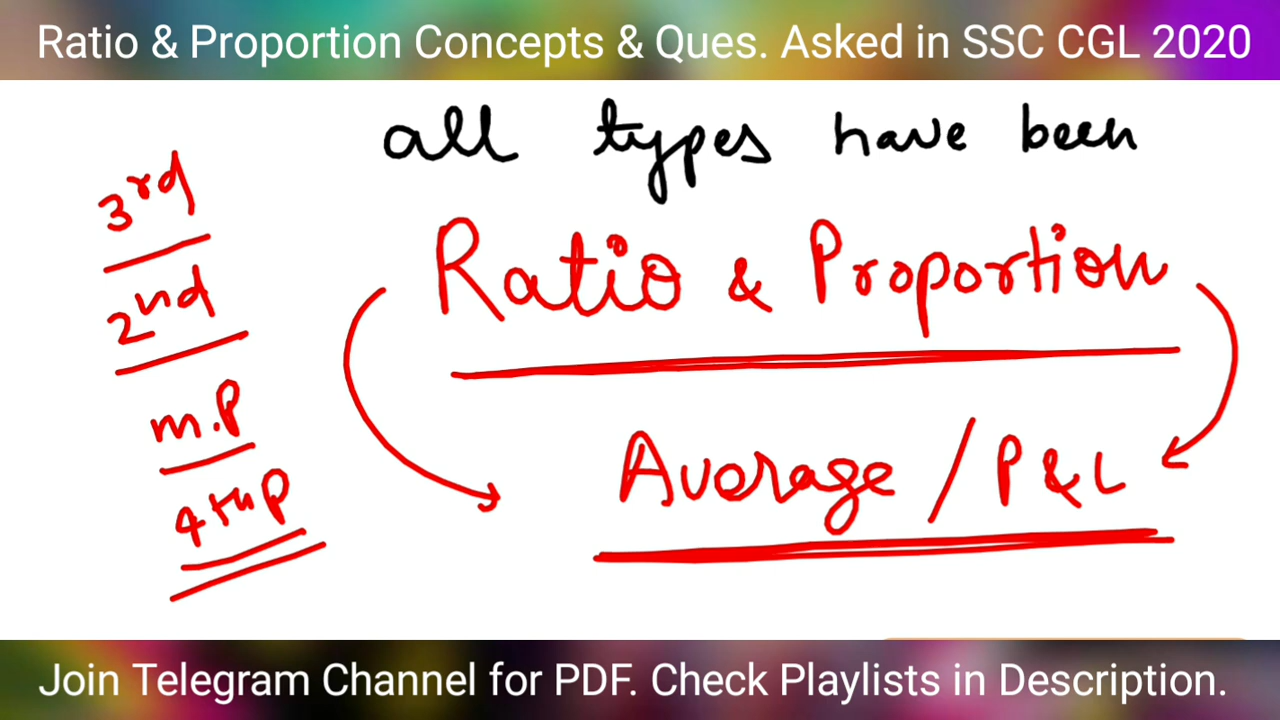 Ratio & Proportion Concepts & Ques. Asked in SSC CGL 2020
all types have been
Ratio & Proportion
Average / P & L
3rd
2nd
m.p
4th p
Join Telegram Channel for PDF. Check Playlists in Description.